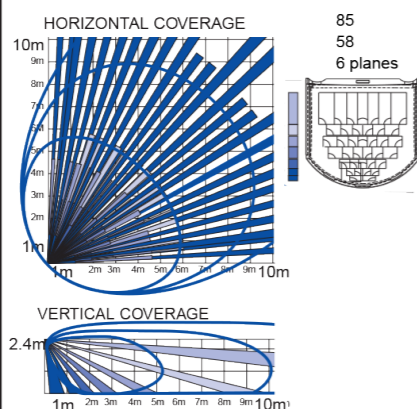 HORIZONTAL COVERAGE
85
58
6 planes
10m
9m
8m
7m
6m
5m
4m
3m
2m
1m
1m 2m 3m 4m 5m 6m 7m 8m 9m 10m
VERTICAL COVERAGE
2.4m
1m 2m 3m 4m 5m 6m 7m 8m 9m 10m